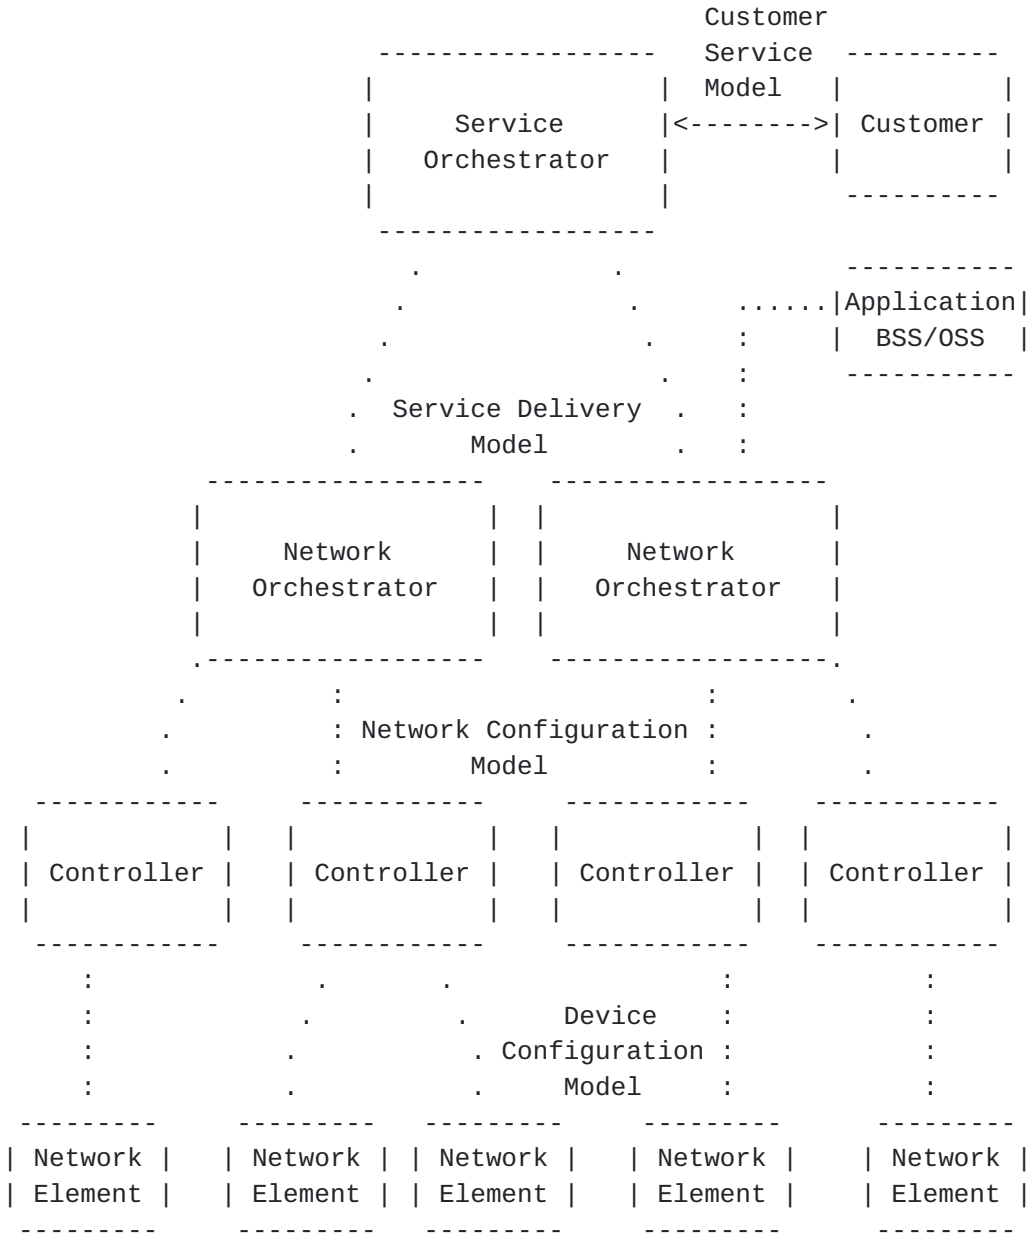 Customer
Service
Model
Service Orchestrator
Customer
Application
BSS/OSS
Service Delivery
Model
Network Orchestrator
Network Orchestrator
Network Configuration
Model
Controller
Controller
Controller
Controller
Device
Configuration
Model
Network Element
Network Element
Network Element
Network Element
Network Element